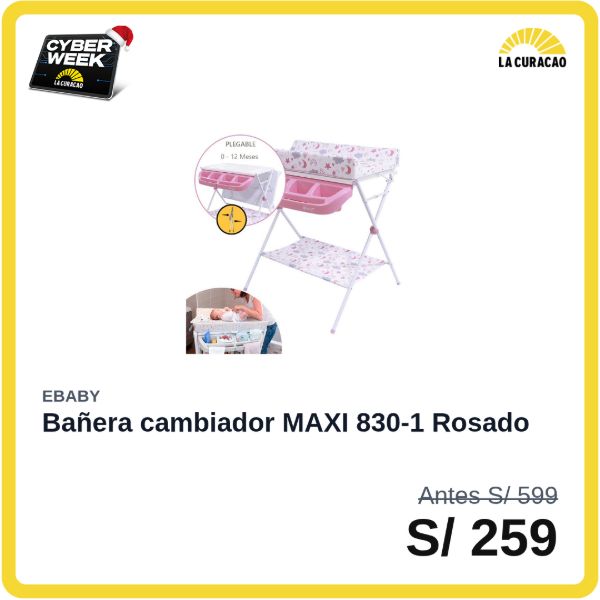 CYBER
WEEK
LA CURACAO
LA CURACAO
PLEGABLE
0 - 12 Meses
EBABY
Bañera cambiador MAXI 830-1 Rosado
Antes S/ 599
S/ 259